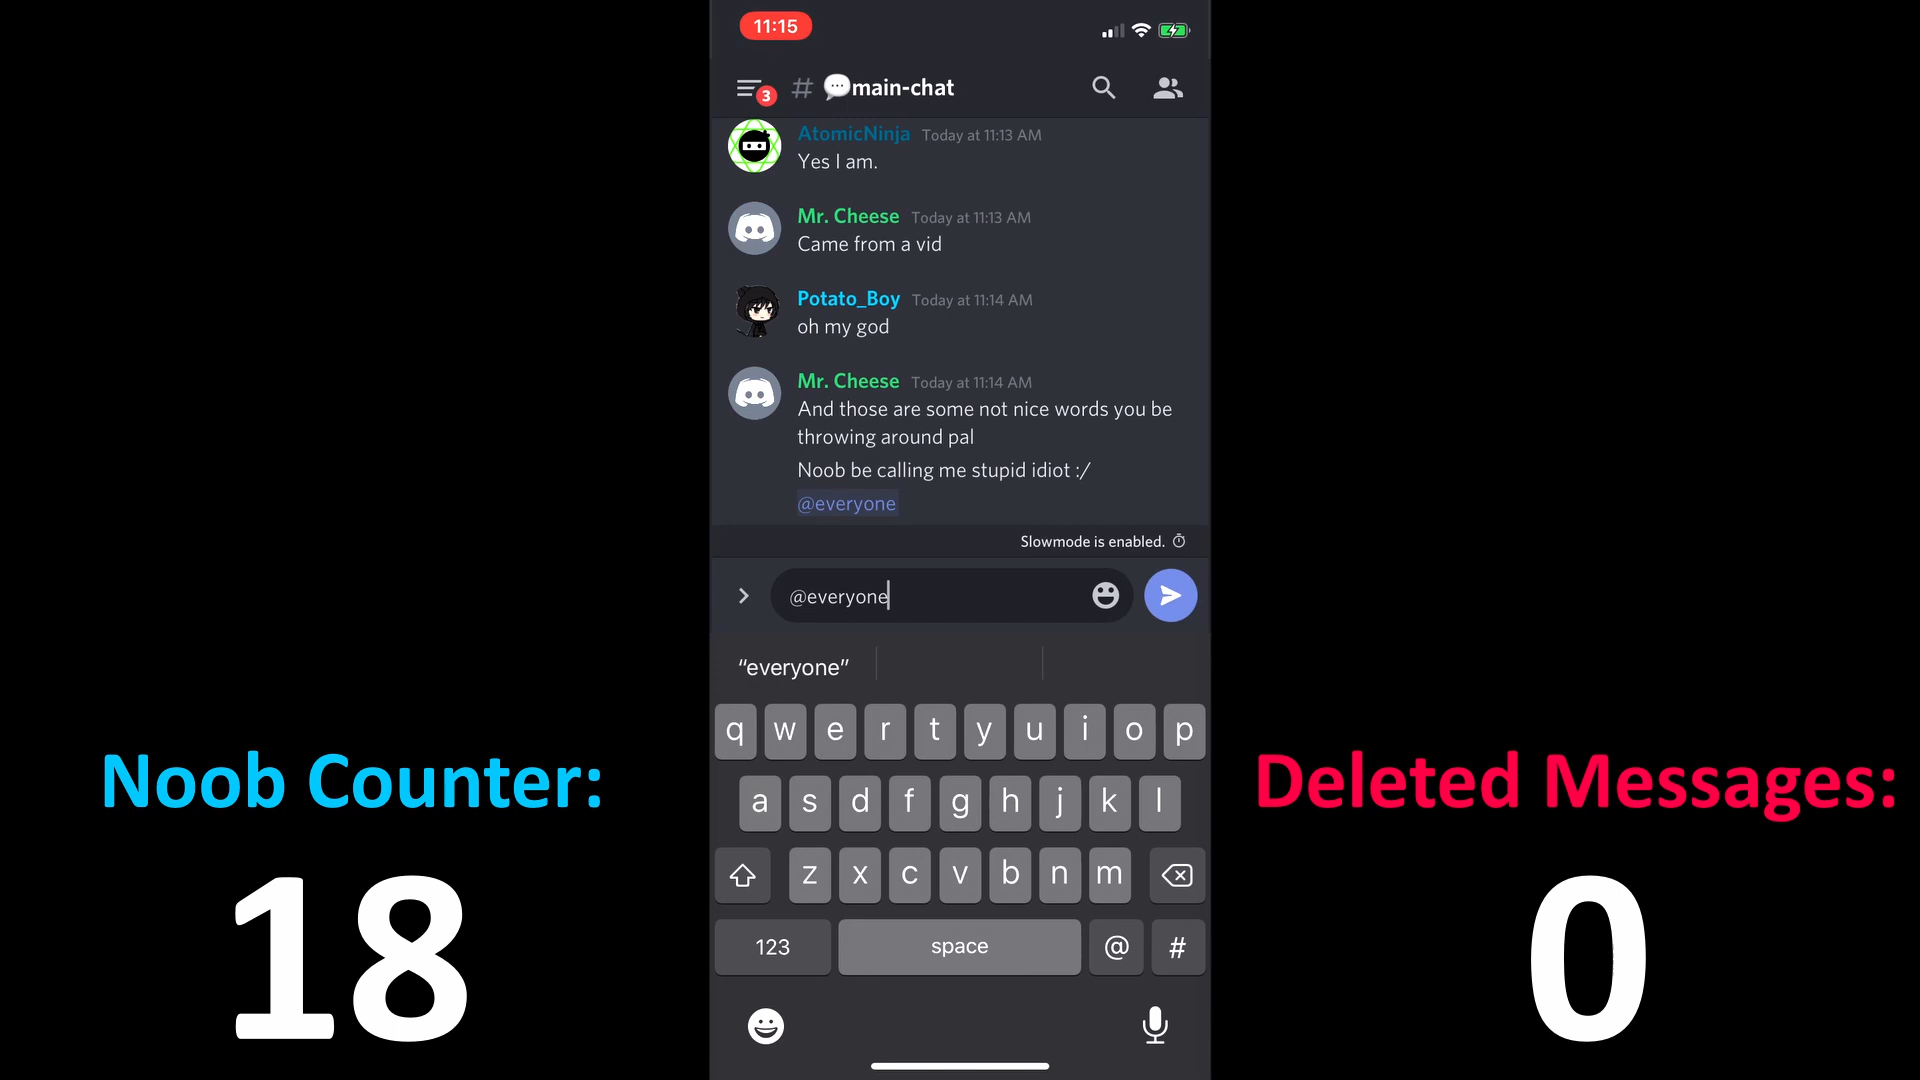 11:15
3
# 💬main-chat
AtomicNinja Today at 11:13 AM
Yes I am.
Mr. Cheese Today at 11:13 AM
Came from a vid
Potato_Boy Today at 11:14 AM
oh my god
Mr. Cheese Today at 11:14 AM
And those are some not nice words you be
throwing around pal
Noob be calling me stupid idiot :/
@everyone
Slowmode is enabled.
@everyone
“everyone”
q w e r t y u i o p
a s d f g h j k l
z x c v b n m
123 space @ #
Noob Counter:
18
Deleted Messages:
0